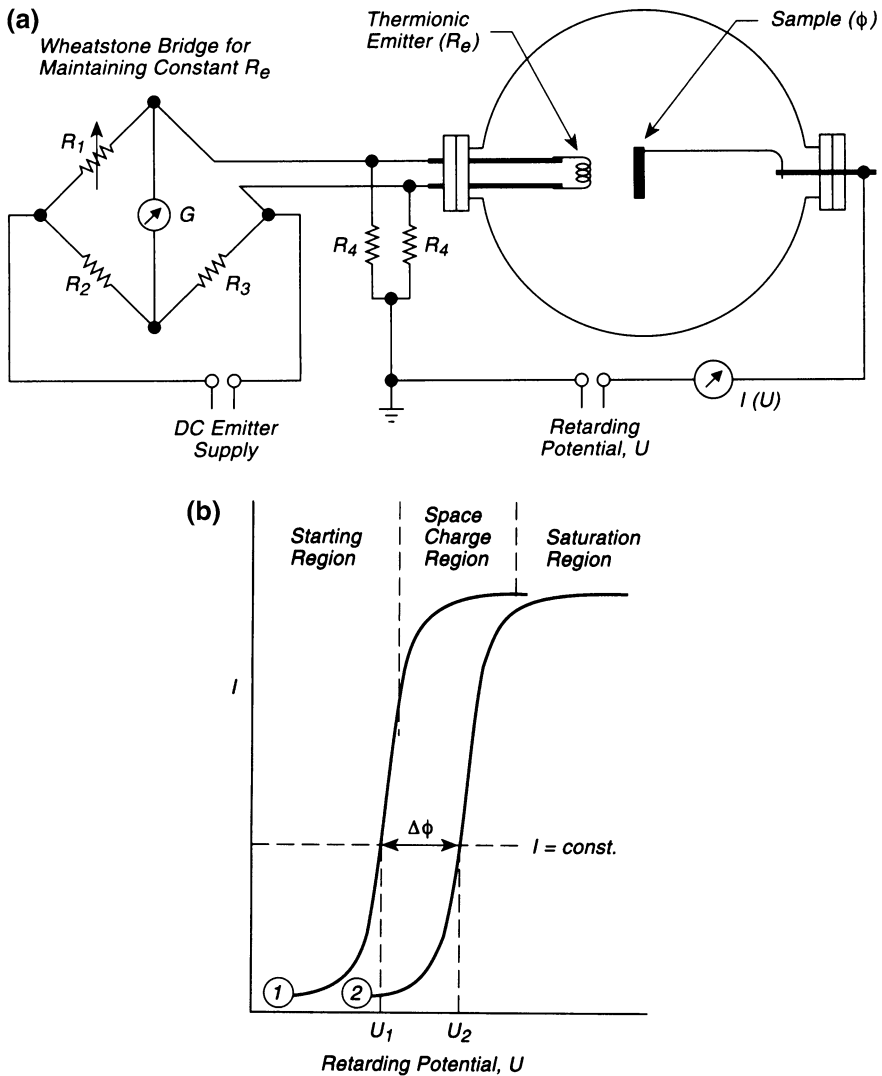 (a)
Wheatstone Bridge for
Maintaining Constant Re
Thermionic
Emitter (Re)
Sample (ϕ)
R1
G
R2
R3
R4
R4
DC Emitter
Supply
Retarding
Potential, U
I (U)
(b)
Starting
Region
Space
Charge
Region
Saturation
Region
I
Δϕ
I = const.
1
2
U1
U2
Retarding Potential, U